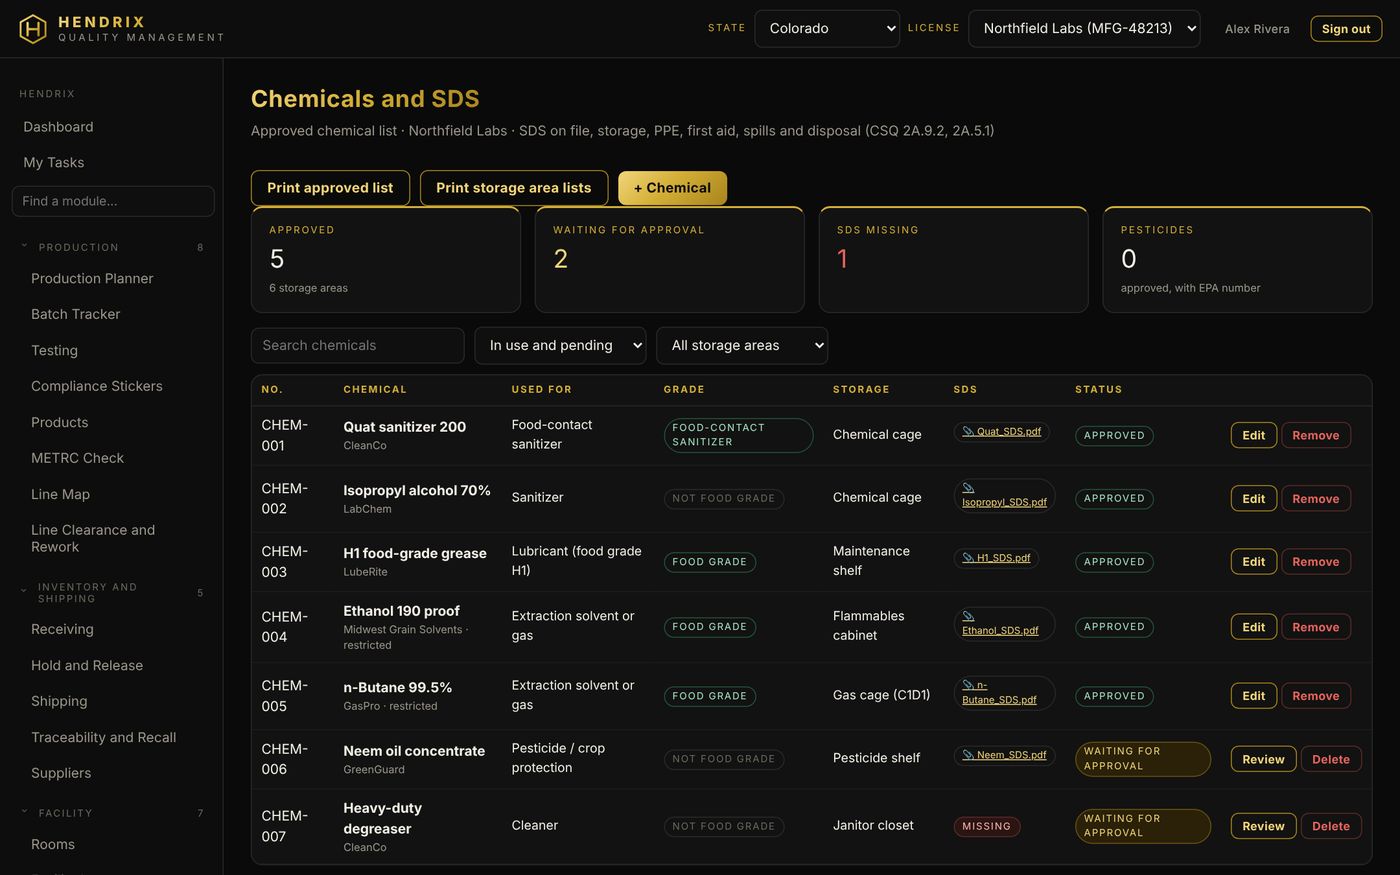 HENDRIX
QUALITY MANAGEMENT
STATE
Colorado
LICENSE
Northfield Labs (MFG-48213)
Alex Rivera
Sign out
HENDRIX
Dashboard
My Tasks
Find a module...
PRODUCTION 8
Production Planner
Batch Tracker
Testing
Compliance Stickers
Products
METRC Check
Line Map
Line Clearance and
Rework
INVENTORY AND
SHIPPING 5
Receiving
Hold and Release
Shipping
Traceability and Recall
Suppliers
FACILITY 7
Rooms
Chemicals and SDS
Approved chemical list · Northfield Labs · SDS on file, storage, PPE, first aid, spills and disposal (CSQ 2A.9.2, 2A.5.1)
Print approved list
Print storage area lists
+ Chemical
APPROVED
5
6 storage areas
WAITING FOR APPROVAL
2
SDS MISSING
1
PESTICIDES
0
approved, with EPA number
Search chemicals
In use and pending
All storage areas
NO. CHEMICAL USED FOR GRADE STORAGE SDS STATUS
CHEM-
001
Quat sanitizer 200
CleanCo
Food-contact
sanitizer
FOOD-CONTACT
SANITIZER
Chemical cage
Quat_SDS.pdf
APPROVED
Edit
Remove
CHEM-
002
Isopropyl alcohol 70%
LabChem
Sanitizer
NOT FOOD GRADE
Chemical cage
Isopropyl_SDS.pdf
APPROVED
Edit
Remove
CHEM-
003
H1 food-grade grease
LubeRite
Lubricant (food grade
H1)
FOOD GRADE
Maintenance
shelf
H1_SDS.pdf
APPROVED
Edit
Remove
CHEM-
004
Ethanol 190 proof
Midwest Grain Solvents ·
restricted
Extraction solvent or
gas
FOOD GRADE
Flammables
cabinet
Ethanol_SDS.pdf
APPROVED
Edit
Remove
CHEM-
005
n-Butane 99.5%
GasPro · restricted
Extraction solvent or
gas
FOOD GRADE
Gas cage (C1D1)
n-
Butane_SDS.pdf
APPROVED
Edit
Remove
CHEM-
006
Neem oil concentrate
GreenGuard
Pesticide / crop
protection
NOT FOOD GRADE
Pesticide shelf
Neem_SDS.pdf
WAITING FOR
APPROVAL
Review
Delete
CHEM-
007
Heavy-duty
degreaser
CleanCo
Cleaner
NOT FOOD GRADE
Janitor closet
MISSING
WAITING FOR
APPROVAL
Review
Delete